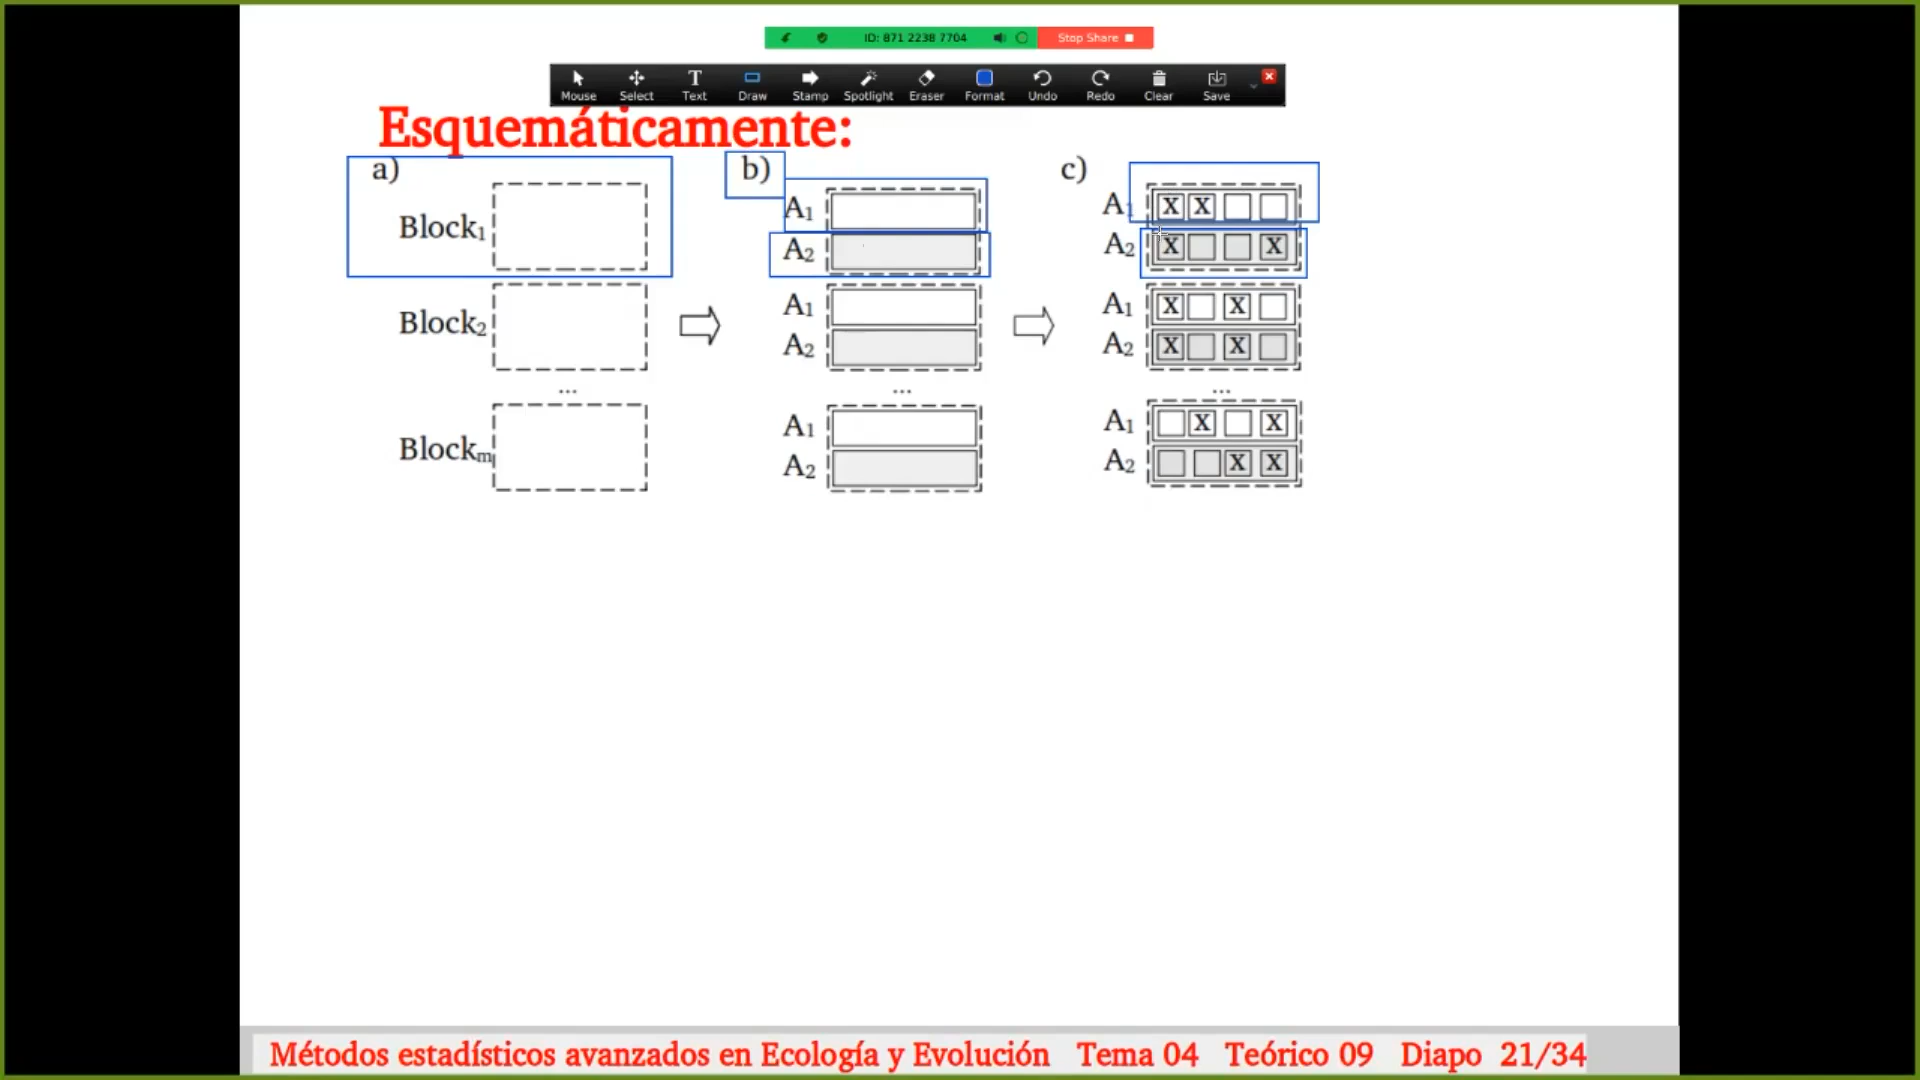 ID: 871 2238 7704 Stop Share
Mouse Select Text Draw Stamp Spotlight Eraser Format Undo Redo Clear Save
Esquemáticamente:
a)
Block1
Block2
...
Blockm
b)
A1
A2
A1
A2
...
A1
A2
c)
A1 X X
A2 X X
A1 X X
A2 X X
...
A1 X X
A2 X X
Métodos estadísticos avanzados en Ecología y Evolución Tema 04 Teórico 09 Diapo 21/34